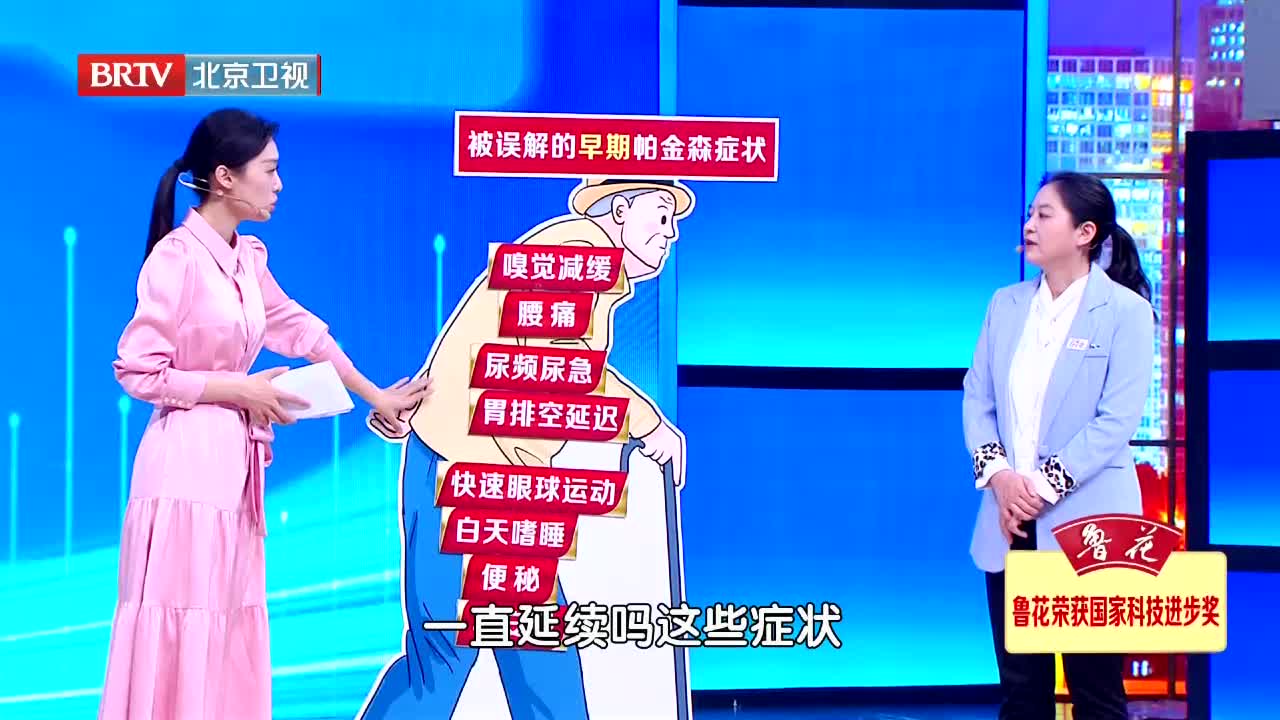 BRTV 北京卫视
被误解的早期帕金森症状
嗅觉减缓
腰痛
尿频尿急
胃排空延迟
快速眼球运动
白天嗜睡
便秘
一直延续吗这些症状
鲁花
鲁花荣获国家科技进步奖